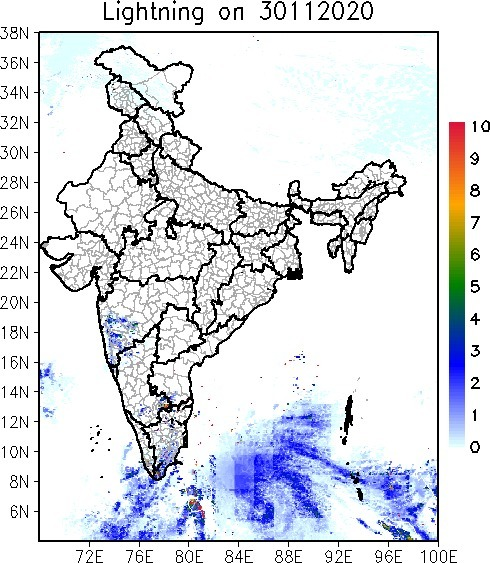 Lightning on 30112020
38N
36N
34N
32N
30N
28N
26N
24N
22N
20N
18N
16N
14N
12N
10N
8N
6N
72E 76E 80E 84E 88E 92E 96E 100E
10
9
8
7
6
5
4
3
2
1
0